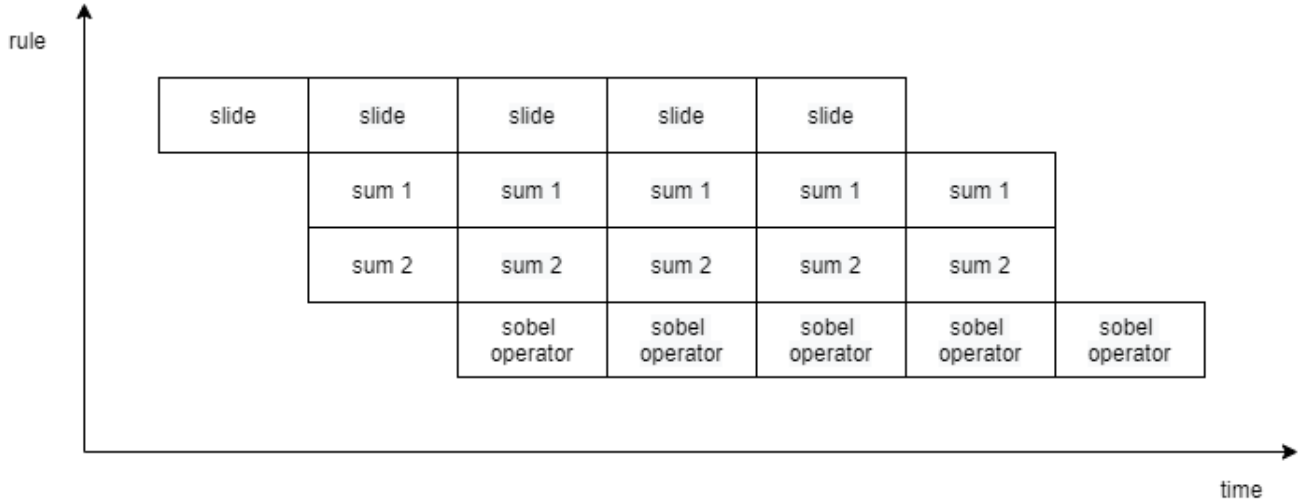 rule
slide slide slide slide slide
sum 1 sum 1 sum 1 sum 1 sum 1
sum 2 sum 2 sum 2 sum 2 sum 2
sobel sobel sobel sobel sobel
operator operator operator operator operator
time